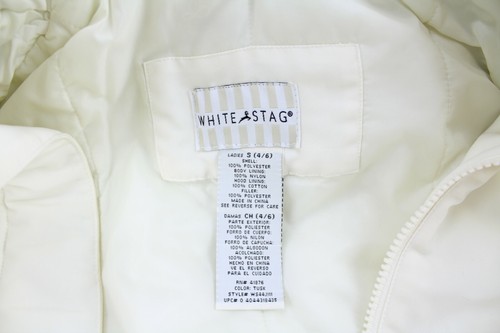 WHITE STAG®
LADIES S (4/6)
SHELL:
100% POLYESTER
BODY LINING:
100% NYLON
HOOD LINING:
100% COTTON
FILLER:
100% POLYESTER
MADE IN CHINA
SEE REVERSE FOR CARE
DAMAS CH (4/6)
PARTE EXTERIOR:
100% POLIESTER
FORRO DE CUERPO:
100% NILON
FORRO DE CAPUCHA:
100% ALGODON
ACOLCHADO:
100% POLIESTER
HECHO EN CHINA
VE EL REVERSO
PARA EL CUIDADO
RN# 41576
COLOR: TUSK